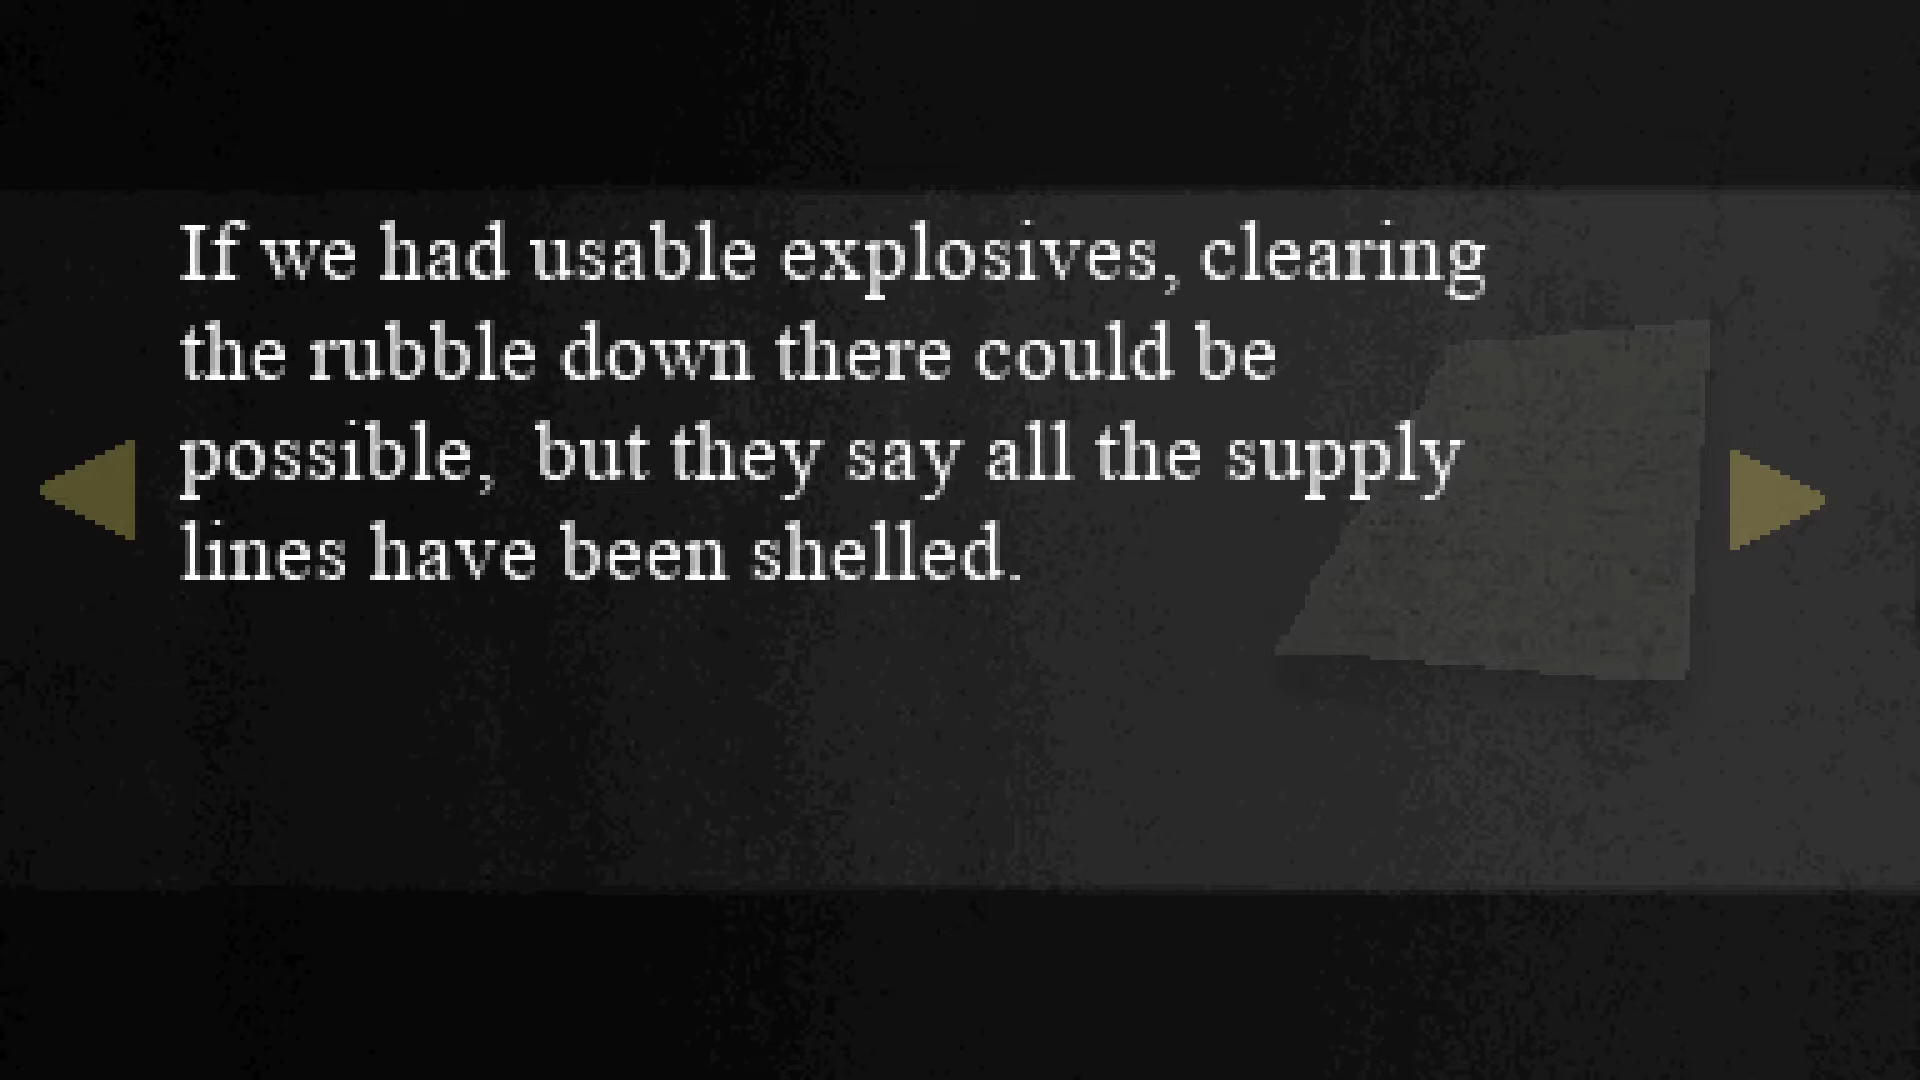 If we had usable explosives, clearing
the rubble down there could be
possible,  but they say all the supply
lines have been shelled.